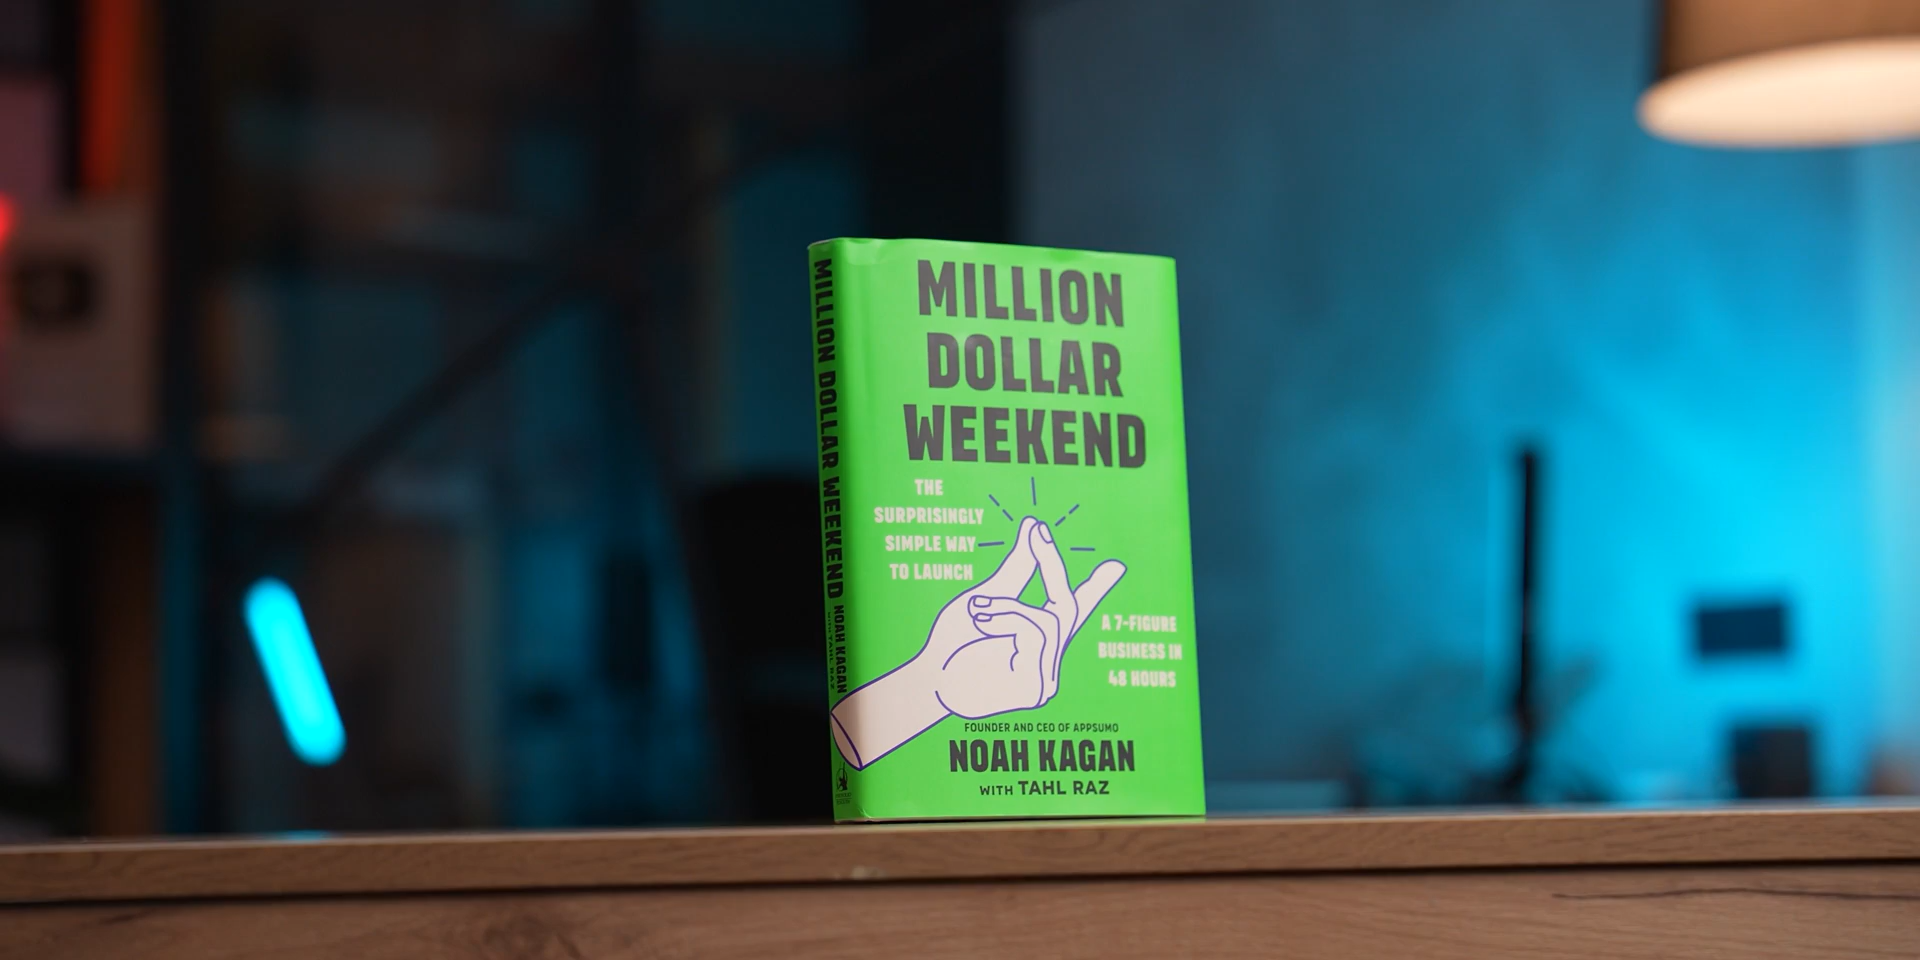 MILLION
DOLLAR
WEEKEND
THE
SURPRISINGLY
SIMPLE WAY
TO LAUNCH
A 7-FIGURE
BUSINESS IN
48 HOURS
FOUNDER AND CEO OF APPSUMO
NOAH KAGAN
WITH TAHL RAZ
MILLION DOLLAR WEEKEND
NOAH KAGAN
WITH TAHL RAZ